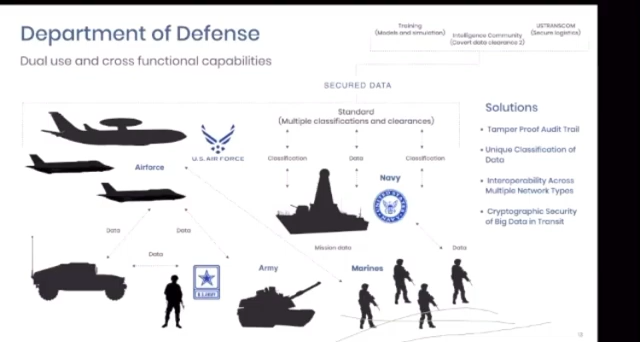 Department of Defense
Dual use and cross functional capabilities
Training
(Models and simulation)
Intelligence Community
(Covert data clearance 2)
USTRANSCOM
(Secure logistics)
SECURED DATA
Standard
(Multiple classifications and clearances)
Classification
Data
Classification
U.S. AIR FORCE
Airforce
Navy
Data
Data
Data
Mission data
Data
U.S. ARMY
Army
Marines
Solutions
• Tamper Proof Audit Trail
• Unique Classification of
Data
• Interoperability Across
Multiple Network Types
• Cryptographic Security
of Big Data in Transit